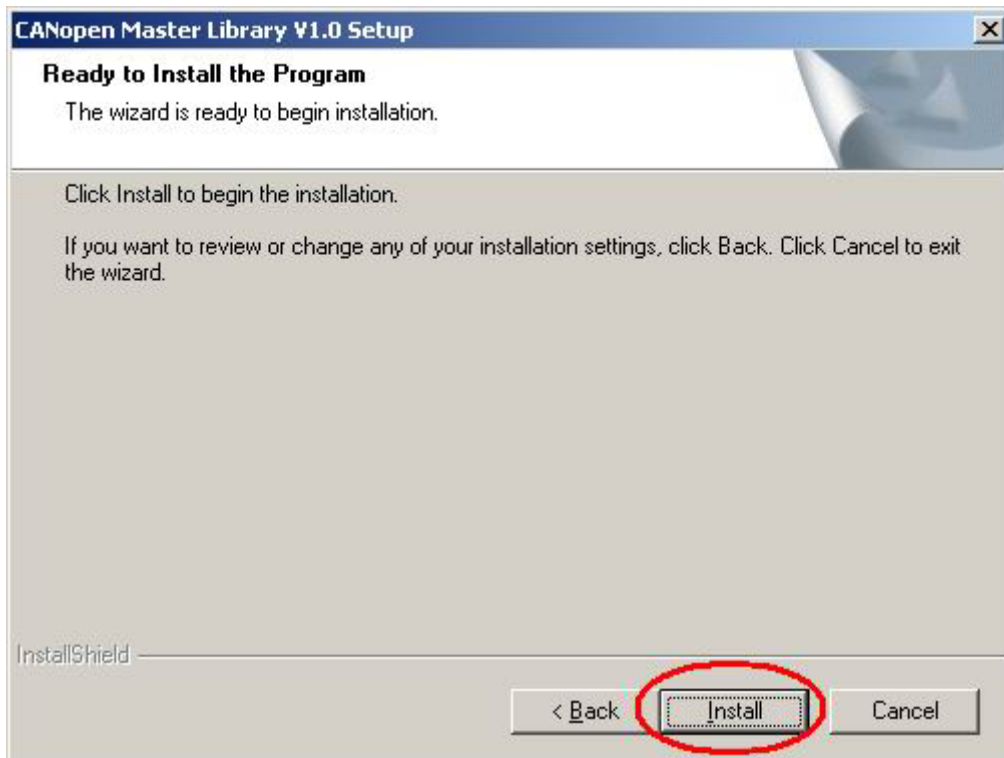 CANopen Master Library V1.0 Setup
Ready to Install the Program
The wizard is ready to begin installation.
Click Install to begin the installation.
If you want to review or change any of your installation settings, click Back. Click Cancel to exit
the wizard.
InstallShield
< Back
Install
Cancel